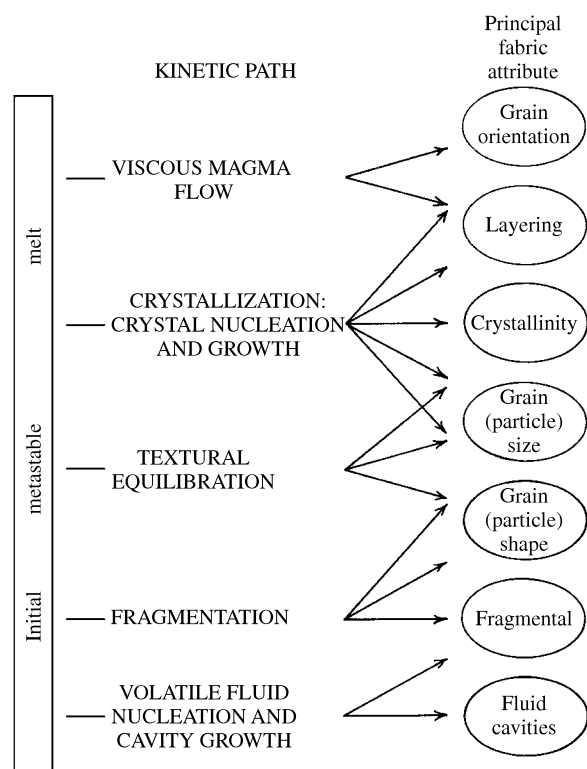 Principal
fabric
attribute
KINETIC PATH
Grain
orientation
VISCOUS MAGMA
FLOW
Layering
melt
CRYSTALLIZATION:
CRYSTAL NUCLEATION
AND GROWTH
Crystallinity
Grain
(particle)
size
TEXTURAL
EQUILIBRATION
metastable
Grain
(particle)
shape
Initial
FRAGMENTATION
Fragmental
VOLATILE FLUID
NUCLEATION AND
CAVITY GROWTH
Fluid
cavities